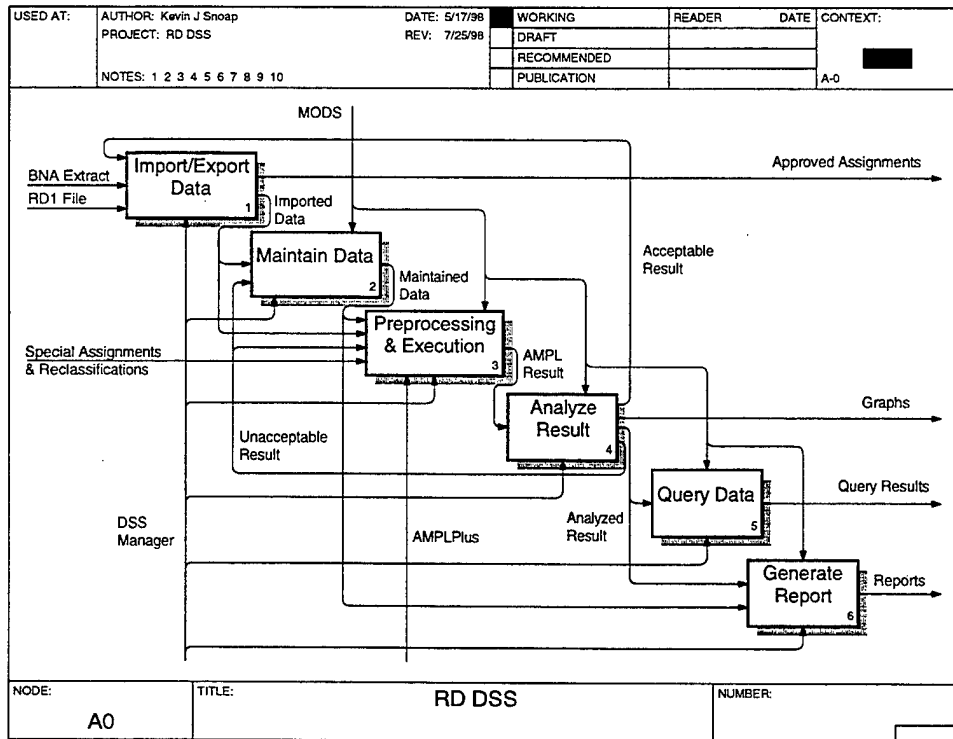 USED AT:
AUTHOR: Kevin J Snoap
DATE: 5/17/98
WORKING
READER
DATE
CONTEXT:
PROJECT: RD DSS
REV: 7/25/98
DRAFT
RECOMMENDED
NOTES: 1 2 3 4 5 6 7 8 9 10
PUBLICATION
A-0
MODS
Import/Export
Data
1
Approved Assignments
BNA Extract
RD1 File
Imported
Data
Maintain Data
2
Acceptable
Result
Maintained
Data
Preprocessing
& Execution
3
Special Assignments
& Reclassifications
AMPL
Result
Analyze
Result
4
Graphs
Unacceptable
Result
Query Data
5
Query Results
DSS
Manager
AMPLPlus
Analyzed
Result
Generate
Report
6
Reports
NODE:
A0
TITLE:
RD DSS
NUMBER: